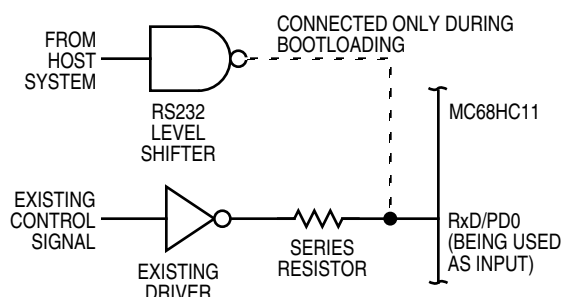 CONNECTED ONLY DURING
BOOTLOADING
FROM
HOST
SYSTEM
RS232
LEVEL
SHIFTER
MC68HC11
EXISTING
CONTROL
SIGNAL
EXISTING
DRIVER
SERIES
RESISTOR
RxD/PD0
(BEING USED
AS INPUT)